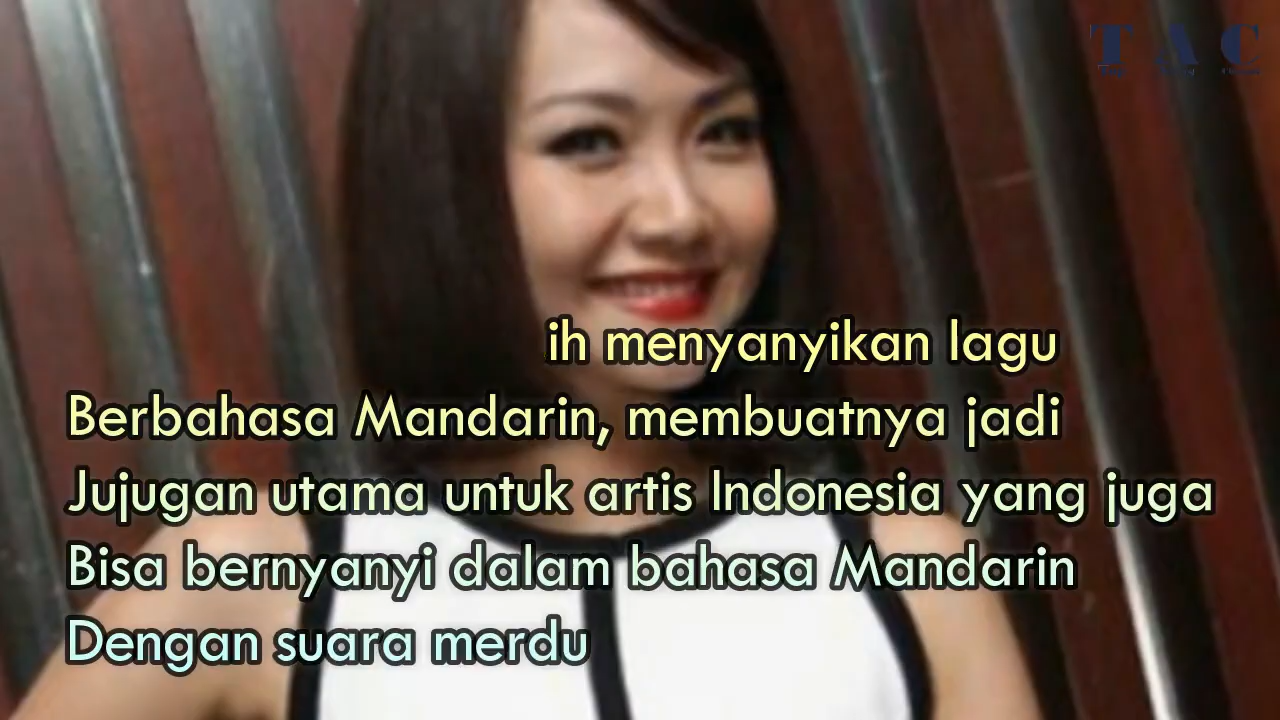 T A C
ih menyanyikan lagu
Berbahasa Mandarin, membuatnya jadi
Jujugan utama untuk artis Indonesia yang juga
Bisa bernyanyi dalam bahasa Mandarin
Dengan suara merdu